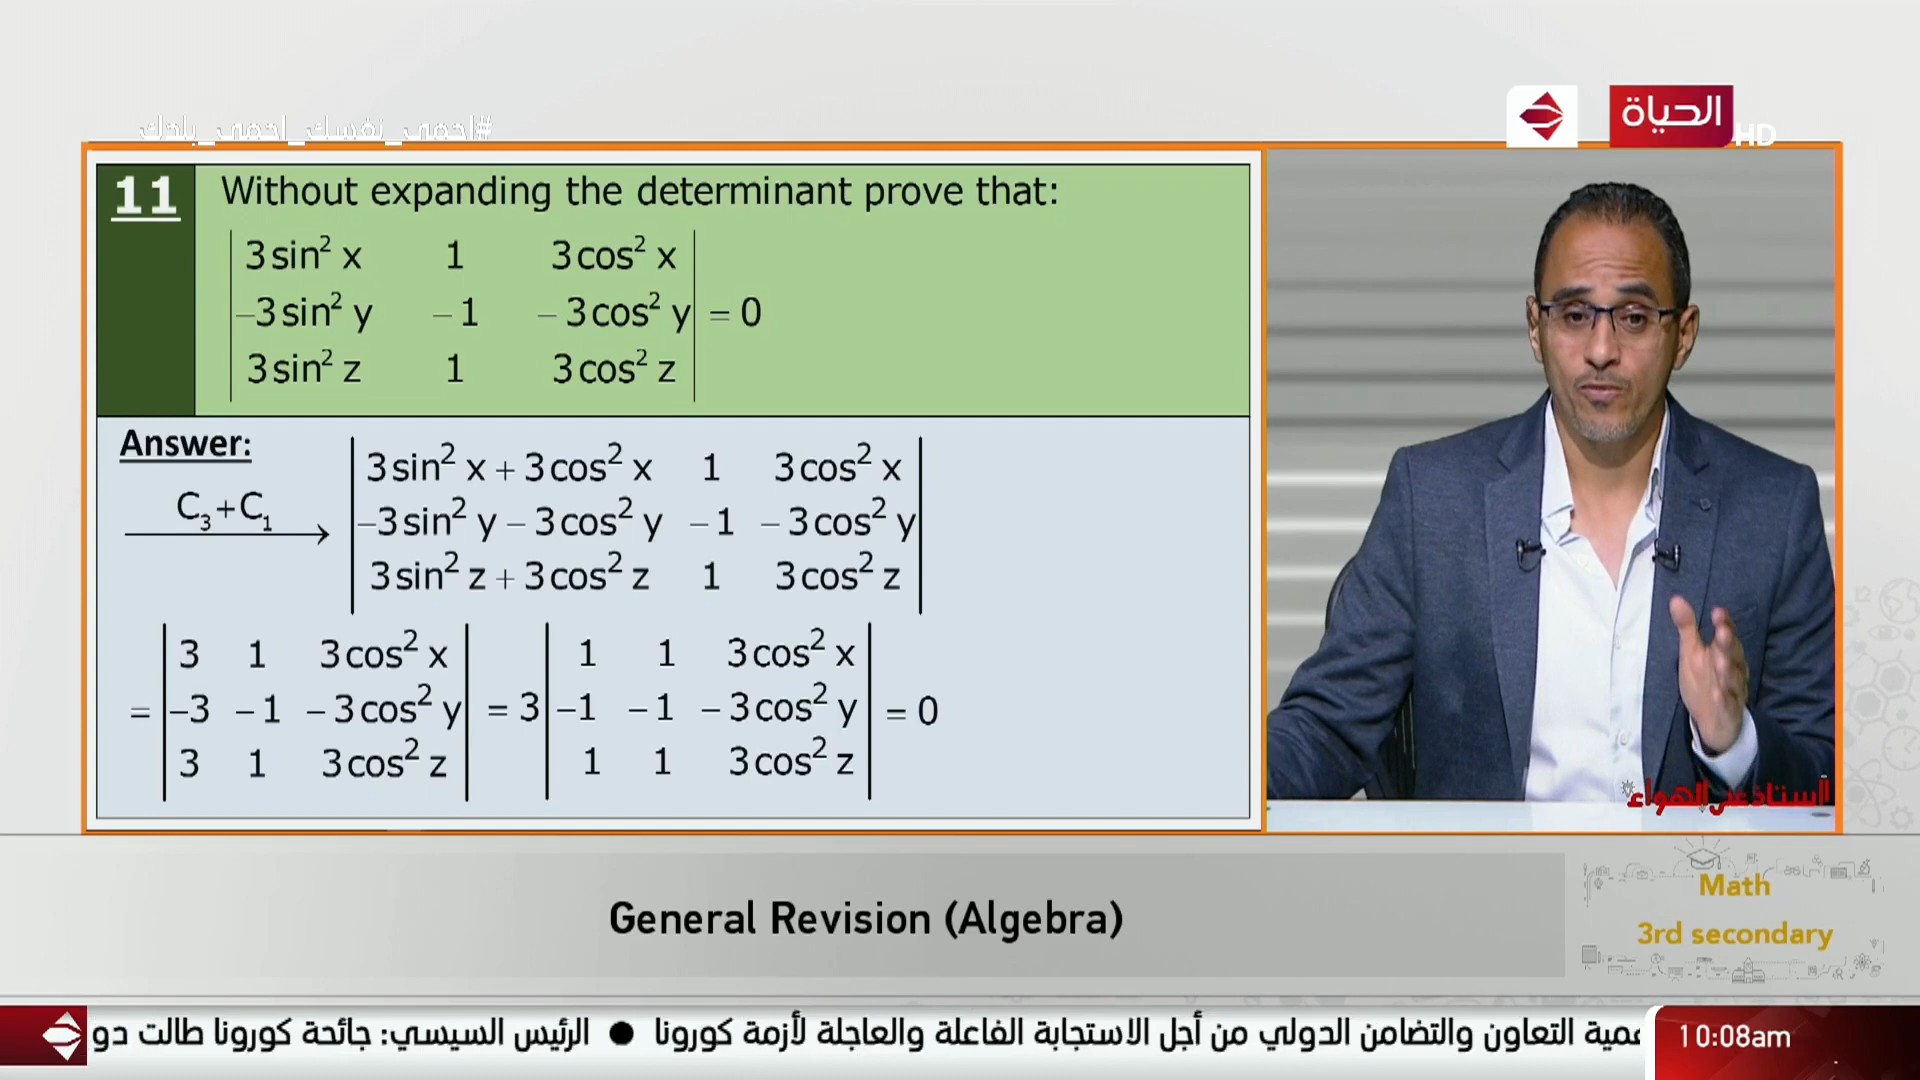 #احمي_نفسك_احمي_بلدك
الحياة
HD
11 Without expanding the determinant prove that:
3 sin² x 1 3 cos² x
–3 sin² y – 1 – 3 cos² y = 0
3 sin² z 1 3 cos² z
Answer:
C₃+C₁
3 sin² x + 3 cos² x 1 3 cos² x
–3 sin² y – 3 cos² y – 1 – 3 cos² y
3 sin² z + 3 cos² z 1 3 cos² z
3 1 3 cos² x 1 1 3 cos² x
= –3 – 1 – 3 cos² y = 3 –1 – 1 – 3 cos² y = 0
3 1 3 cos² z 1 1 3 cos² z
أستاذ على الهواء
General Revision (Algebra)
Math
3rd secondary
مية التعاون والتضامن الدولي من أجل الاستجابة الفاعلة والعاجلة لأزمة كورونا ● الرئيس السيسي: جائحة كورونا طالت دو
10:08am